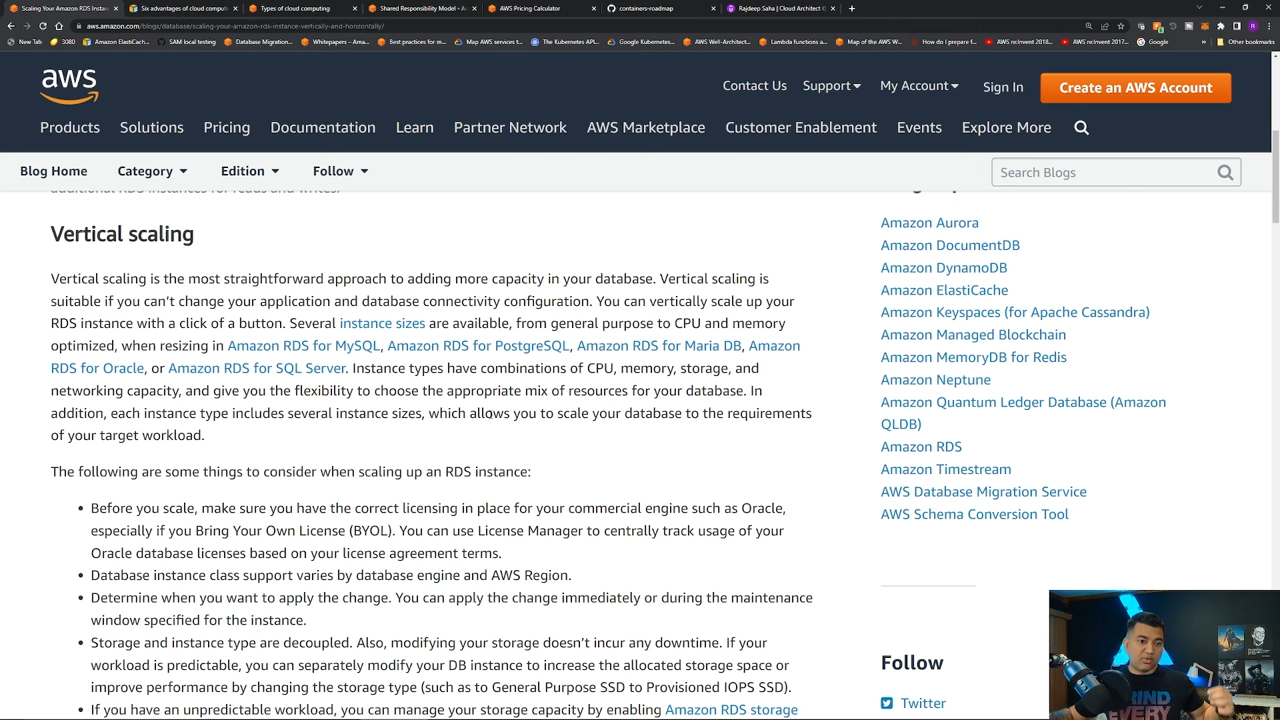 Scaling Your Amazon RDS Instanc
Six advantages of cloud computi
Types of cloud computing
Shared Responsibility Model - A
AWS Pricing Calculator
containers-roadmap
Rajdeep Saha | Cloud Architect
aws.amazon.com/blogs/database/scaling-your-amazon-rds-instance-vertically-and-horizontally/
New Tab
3080
Amazon ElastiCach...
SAM local testing
Database Migration...
Whitepapers – Amaz...
Best practices for m...
Map AWS services t...
The Kubernetes API...
Google Kubernetes...
AWS Well-Architect...
Lambda functions a...
Map of the AWS W...
How do I prepare f...
AWS re:Invent 2018...
AWS re:Invent 2017...
Google
Other bookmarks
aws
Contact Us
Support
My Account
Sign In
Create an AWS Account
Products
Solutions
Pricing
Documentation
Learn
Partner Network
AWS Marketplace
Customer Enablement
Events
Explore More
Blog Home
Category
Edition
Follow
Search Blogs
additional RDS instances for reads and writes.
Vertical scaling
Vertical scaling is the most straightforward approach to adding more capacity in your database. Vertical scaling is
suitable if you can’t change your application and database connectivity configuration. You can vertically scale up your
RDS instance with a click of a button. Several instance sizes are available, from general purpose to CPU and memory
optimized, when resizing in Amazon RDS for MySQL, Amazon RDS for PostgreSQL, Amazon RDS for Maria DB, Amazon
RDS for Oracle, or Amazon RDS for SQL Server. Instance types have combinations of CPU, memory, storage, and
networking capacity, and give you the flexibility to choose the appropriate mix of resources for your database. In
addition, each instance type includes several instance sizes, which allows you to scale your database to the requirements
of your target workload.
The following are some things to consider when scaling up an RDS instance:
• Before you scale, make sure you have the correct licensing in place for your commercial engine such as Oracle,
especially if you Bring Your Own License (BYOL). You can use License Manager to centrally track usage of your
Oracle database licenses based on your license agreement terms.
• Database instance class support varies by database engine and AWS Region.
• Determine when you want to apply the change. You can apply the change immediately or during the maintenance
window specified for the instance.
• Storage and instance type are decoupled. Also, modifying your storage doesn’t incur any downtime. If your
workload is predictable, you can separately modify your DB instance to increase the allocated storage space or
improve performance by changing the storage type (such as to General Purpose SSD to Provisioned IOPS SSD).
• If you have an unpredictable workload, you can manage your storage capacity by enabling Amazon RDS storage
Amazon Aurora
Amazon DocumentDB
Amazon DynamoDB
Amazon ElastiCache
Amazon Keyspaces (for Apache Cassandra)
Amazon Managed Blockchain
Amazon MemoryDB for Redis
Amazon Neptune
Amazon Quantum Ledger Database (Amazon
QLDB)
Amazon RDS
Amazon Timestream
AWS Database Migration Service
AWS Schema Conversion Tool
Follow
Twitter